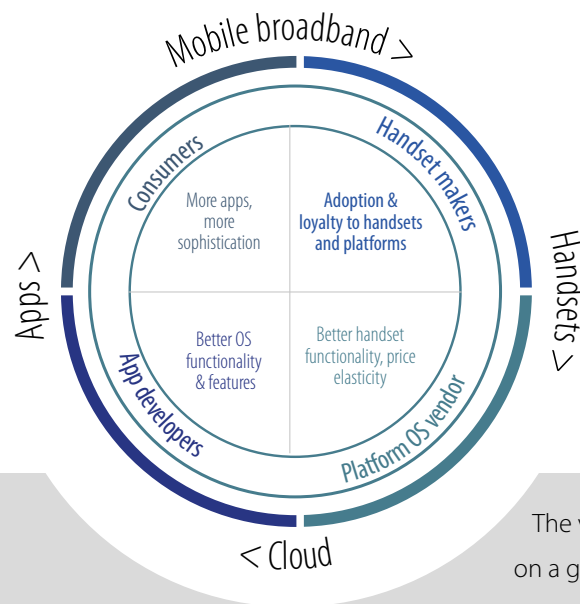 Mobile broadband >
Consumers
Handset makers
More apps,
more
sophistication
Adoption &
loyalty to handsets
and platforms
Apps >
Handsets >
Better OS
functionality
& features
Better handset
functionality, price
elasticity
App developers
Platform OS vendor
< Cloud
The
on a g